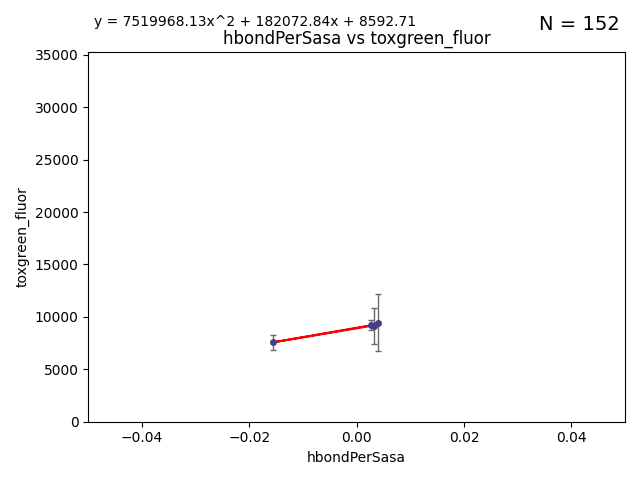 y = 7519968.13x^2 + 182072.84x + 8592.71
N = 152
hbondPerSasa vs toxgreen_fluor
35000
30000
25000
20000
15000
10000
5000
0
toxgreen_fluor
−0.04
−0.02
0.00
0.02
0.04
hbondPerSasa